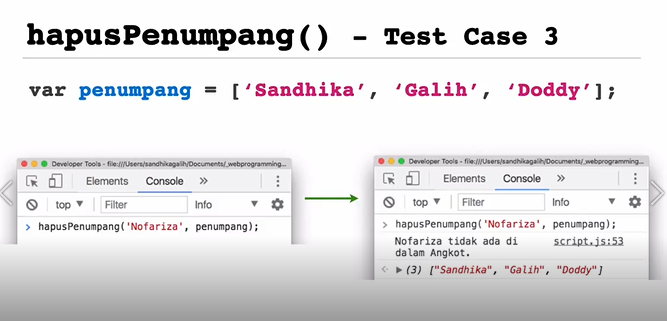 hapusPenumpang() – Test Case 3
var penumpang = [‘Sandhika’, ‘Galih’, ‘Doddy’];
Developer Tools - file:///Users/sandhikagalih/Documents/_webprogramming...
Elements Console »
top ▼ Filter Info ▼
> hapusPenumpang('Nofariza', penumpang);
Developer Tools - file:///Users/sandhikagalih/Documents/_webprogramming...
Elements Console »
top ▼ Filter Info ▼
> hapusPenumpang('Nofariza', penumpang);
Nofariza tidak ada di script.js:53
dalam Angkot.
▶ (3) ["Sandhika", "Galih", "Doddy"]